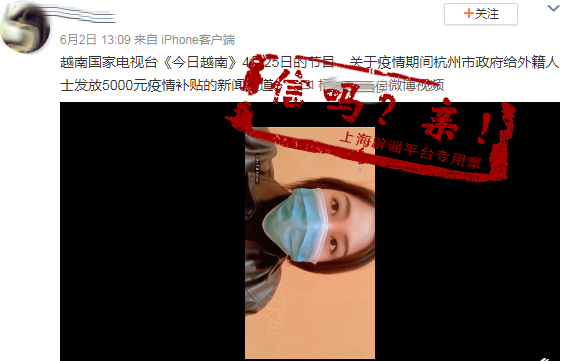 +关注
6月2日 13:09 来自 iPhone客户端
越南国家电视台《今日越南》4月25日的节目，关于疫情期间杭州市政府给外籍人
士发放5000元疫情补贴的新闻 微博视频
信吗？亲！
上海辟谣平台专用章